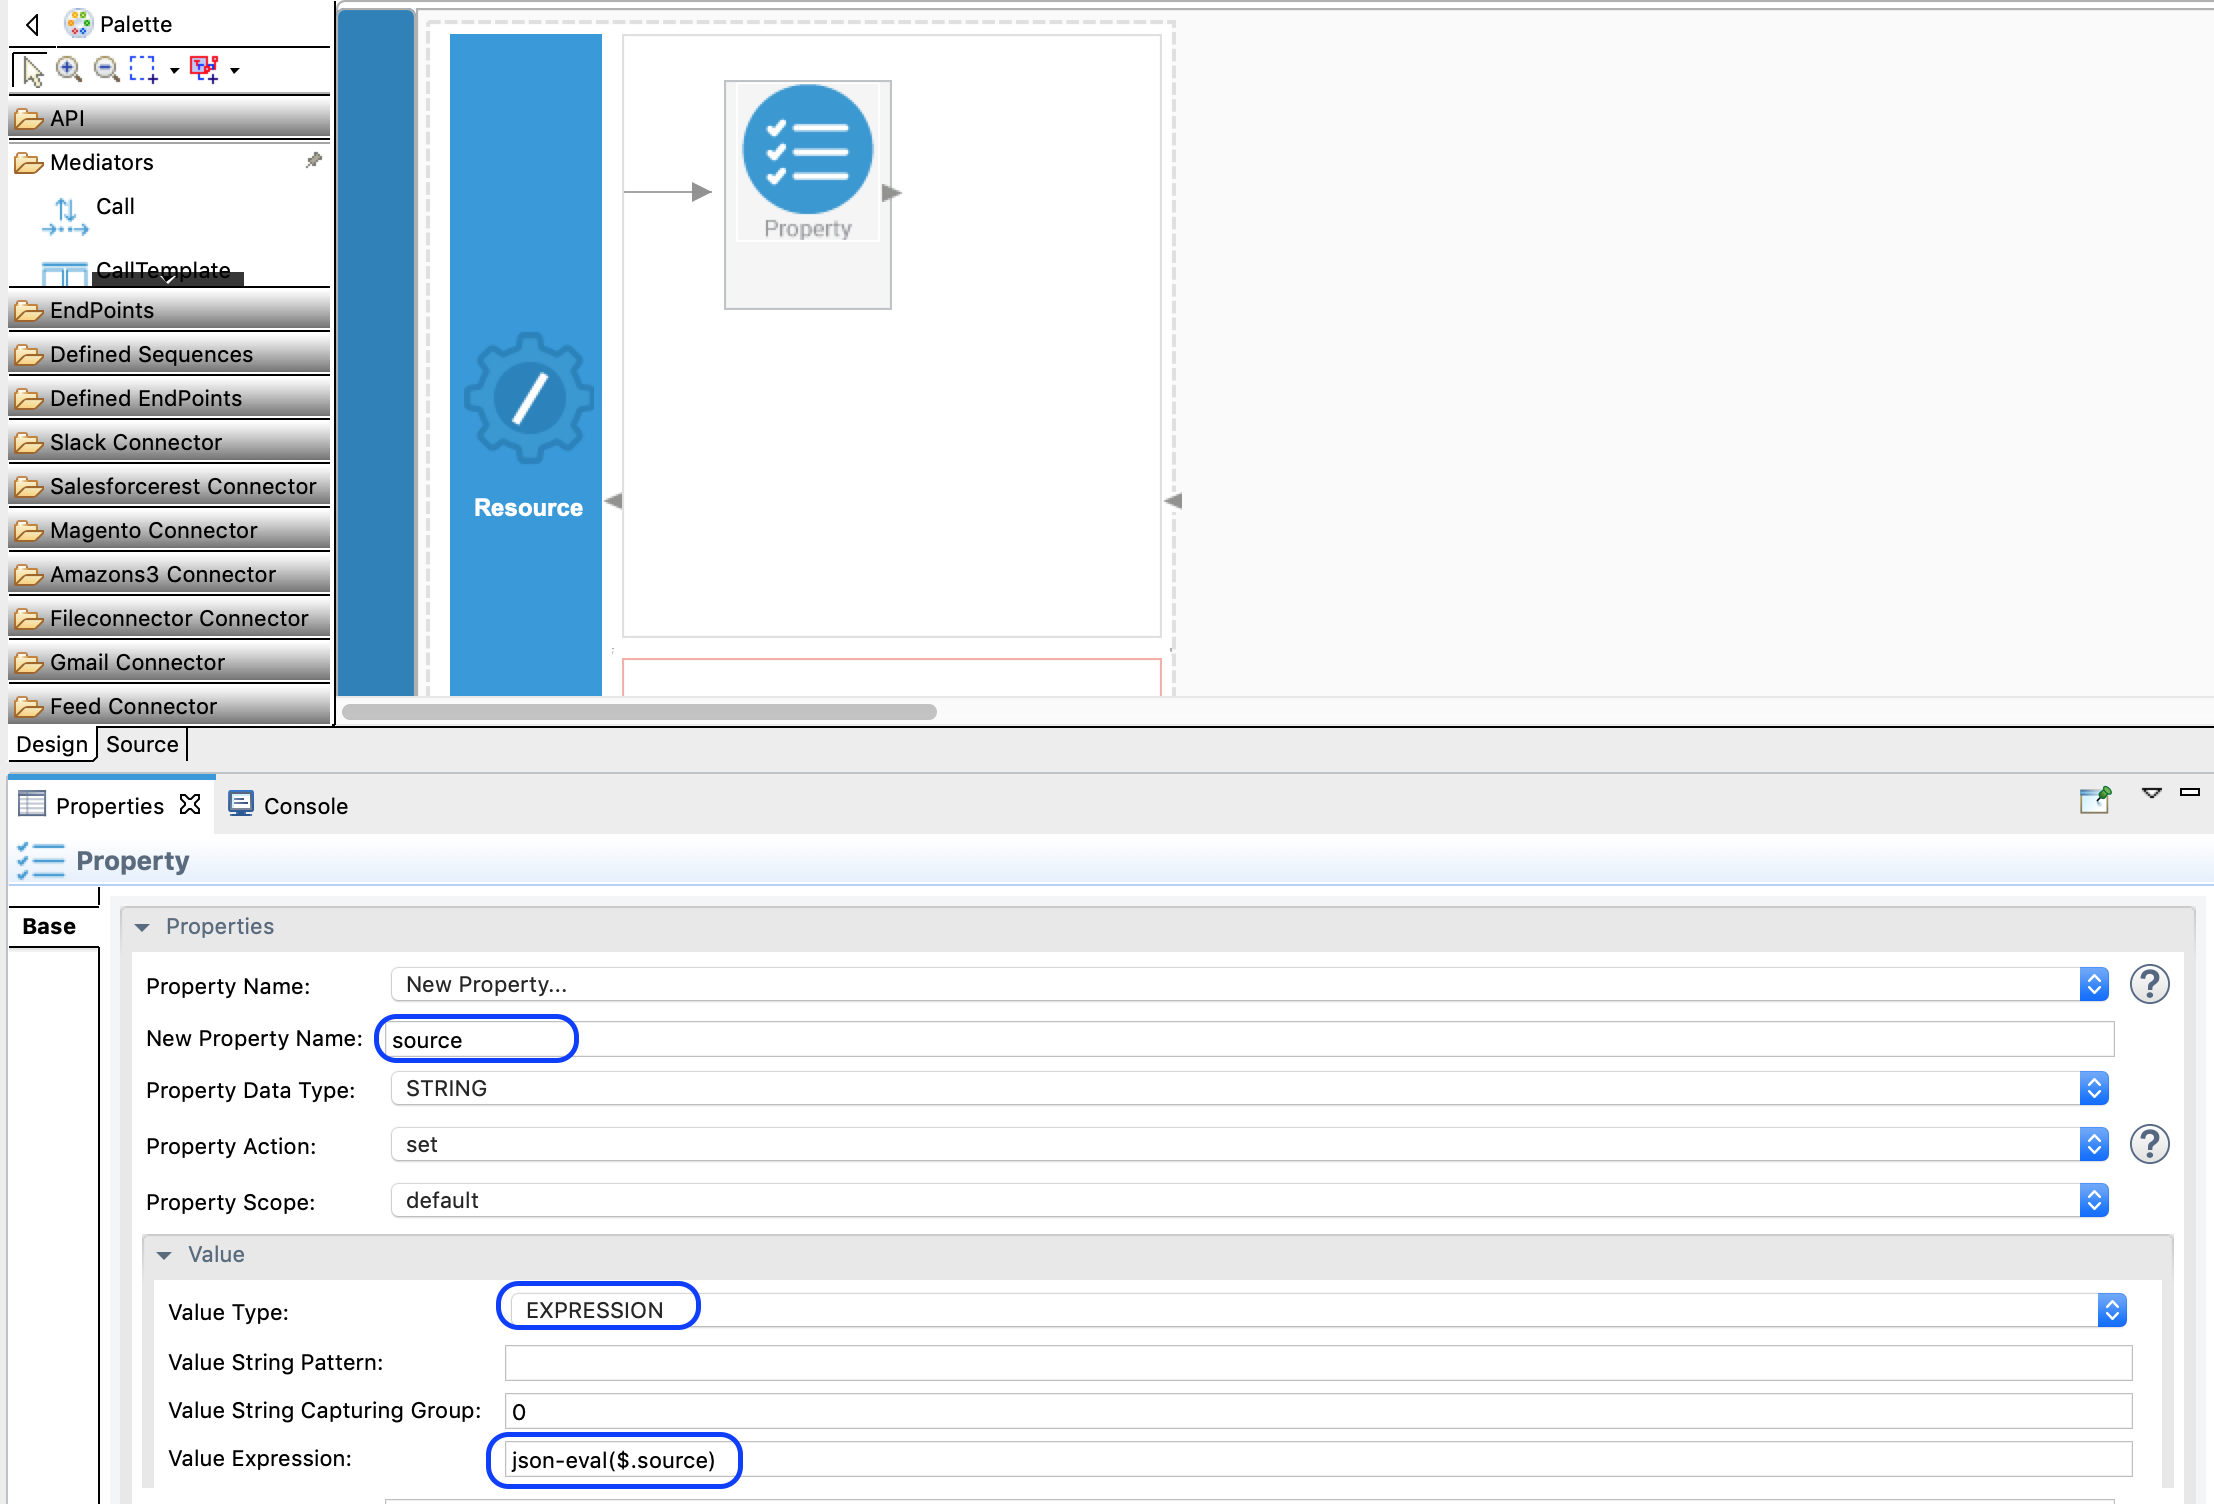 Palette
API
Mediators
Call
CallTemplate
EndPoints
Defined Sequences
Defined EndPoints
Slack Connector
Salesforcerest Connector
Magento Connector
Amazons3 Connector
Fileconnector Connector
Gmail Connector
Feed Connector
Property
Resource
Design Source
Properties Console
Property
Base
Properties
Property Name: New Property...
New Property Name: source
Property Data Type: STRING
Property Action: set
Property Scope: default
Value
Value Type: EXPRESSION
Value String Pattern:
Value String Capturing Group: 0
Value Expression: json-eval($.source)